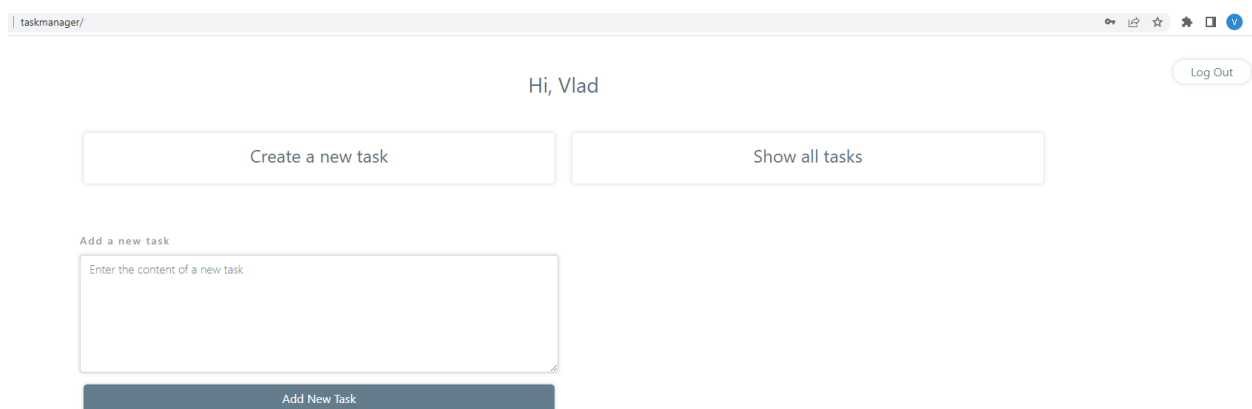 taskmanager/
V
Hi, Vlad
Log Out
Create a new task
Show all tasks
Add a new task
Enter the content of a new task
Add New Task